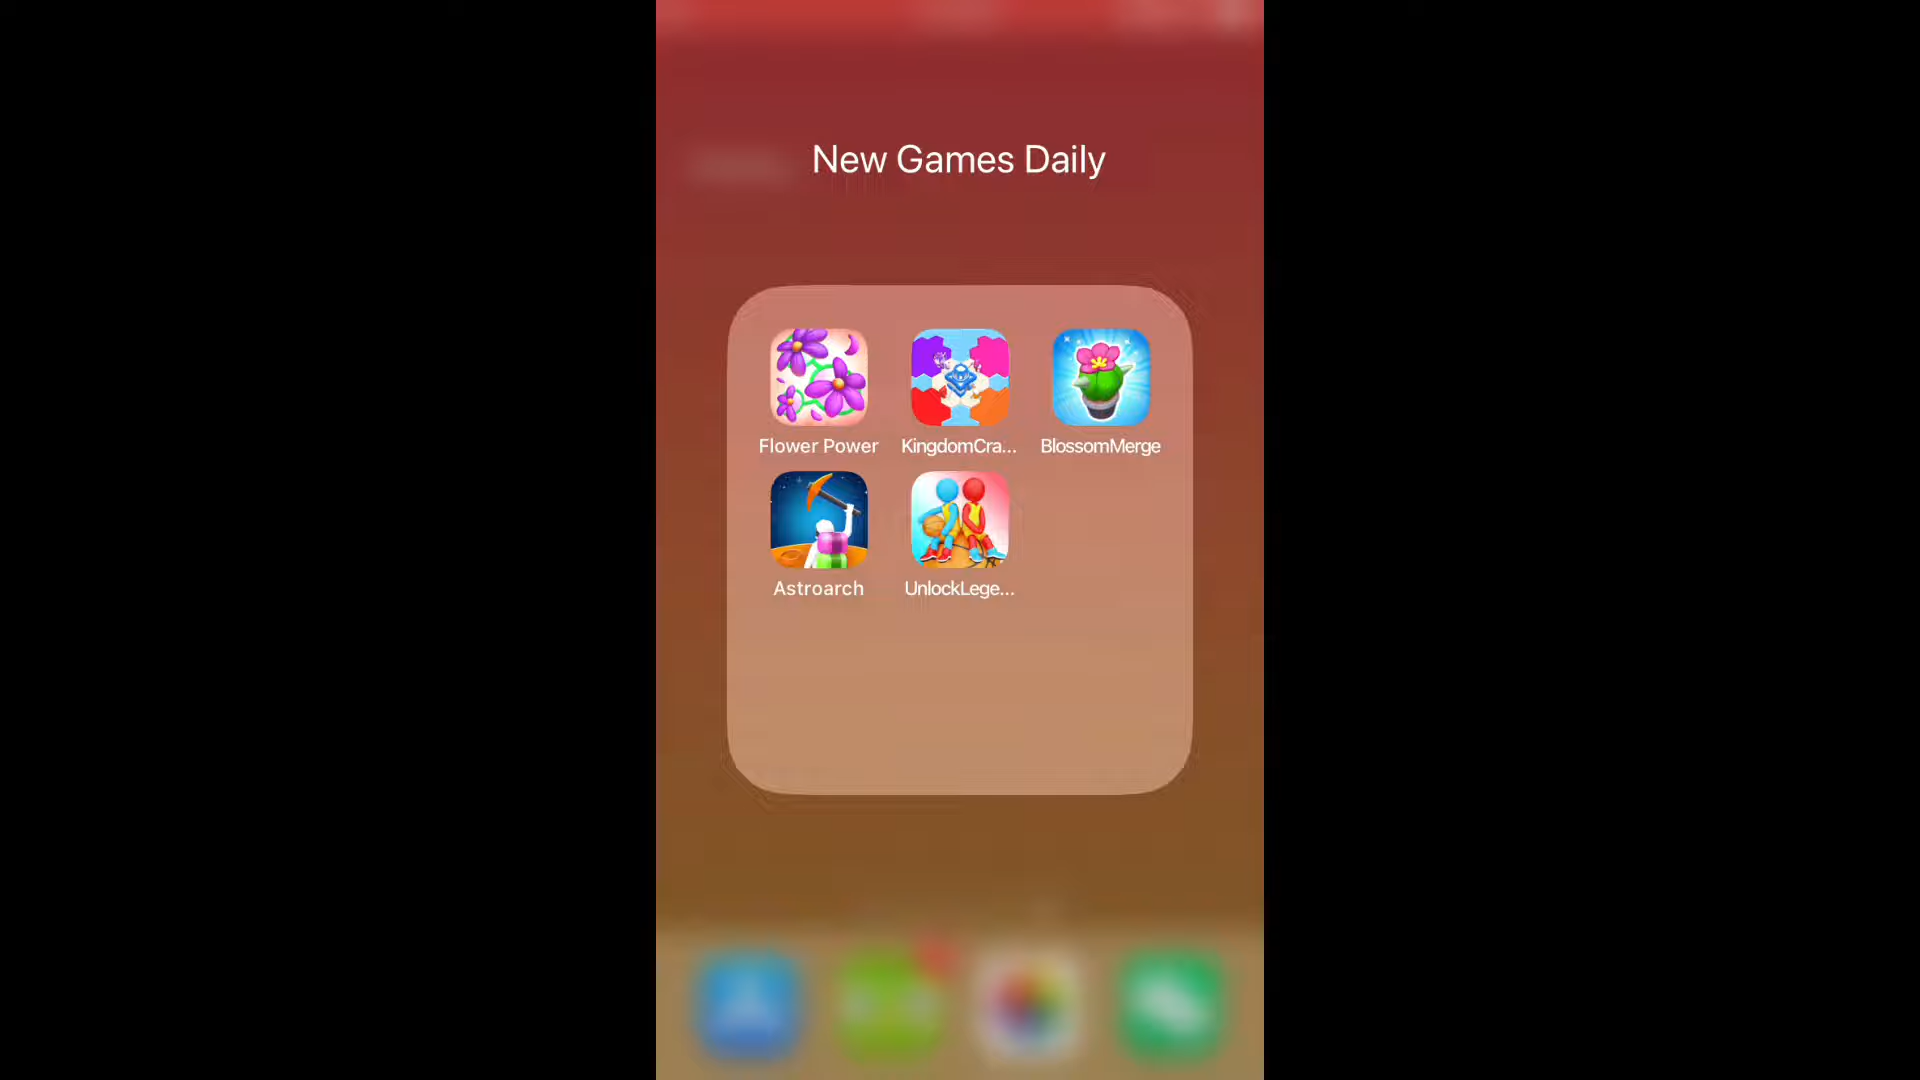 New Games Daily
Flower Power
KingdomCra...
BlossomMerge
Astroarch
UnlockLege...